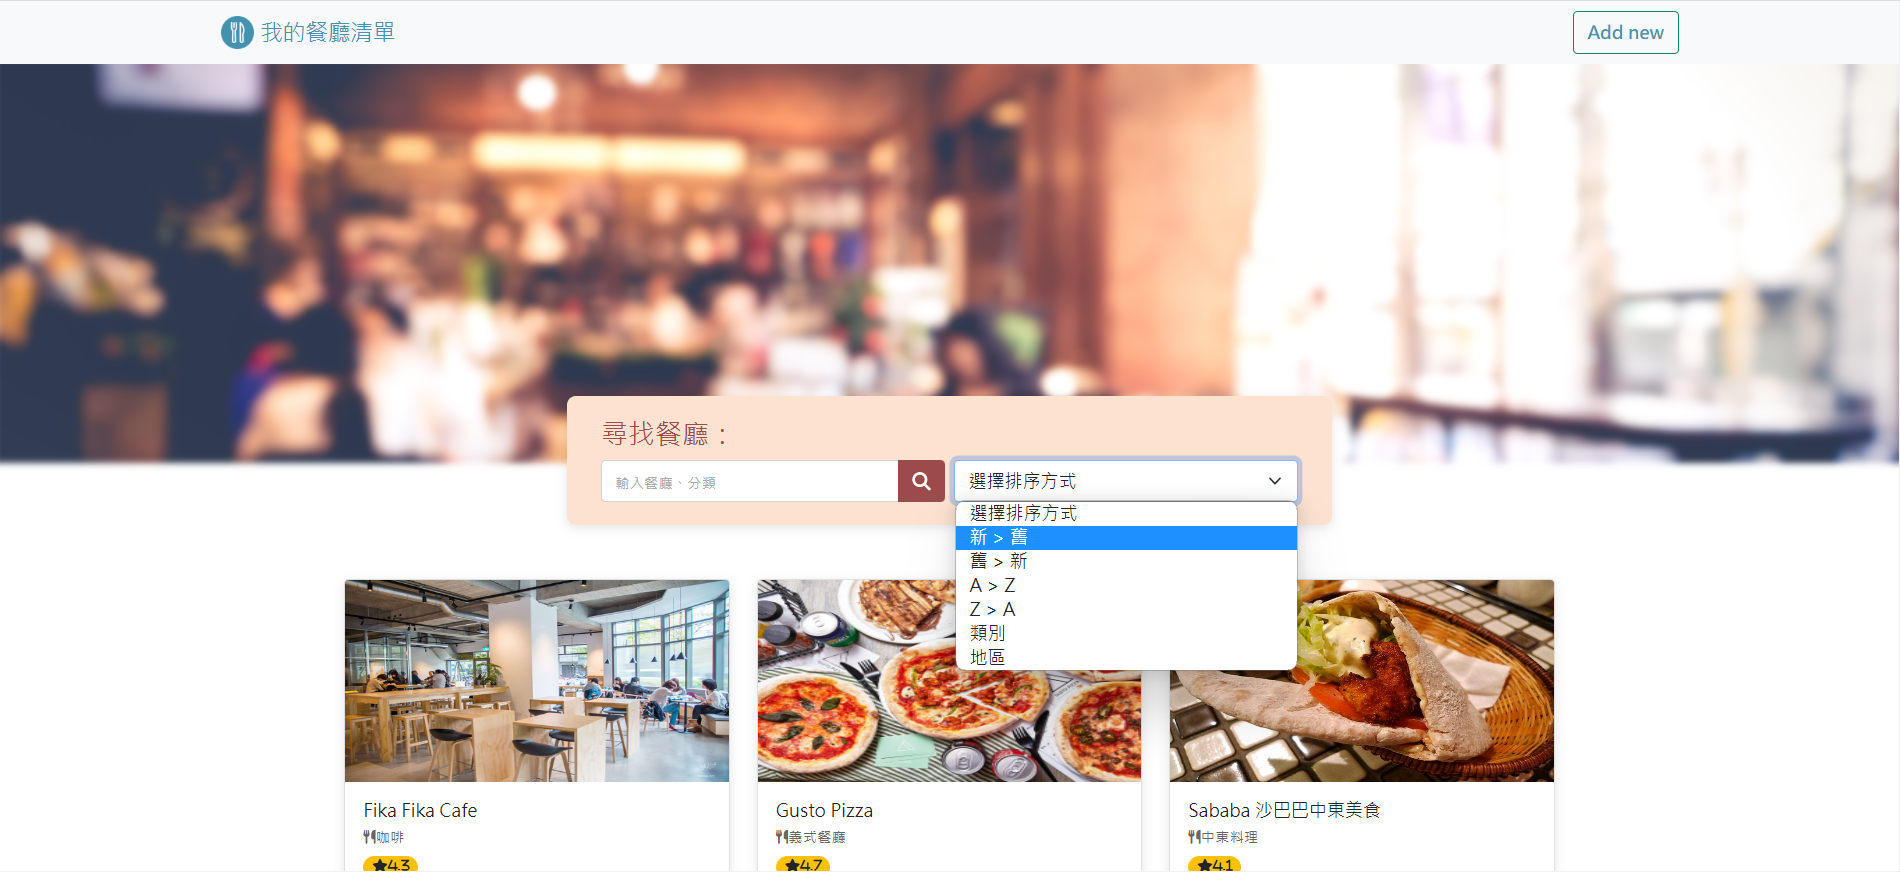 我的餐廳清單
Add new
尋找餐廳：
輸入餐廳、分類
選擇排序方式
選擇排序方式
新 > 舊
舊 > 新
A > Z
Z > A
類別
地區
Fika Fika Cafe
咖啡
4.3
Gusto Pizza
義式餐廳
4.7
Sababa 沙巴巴中東美食
中東料理
4.1